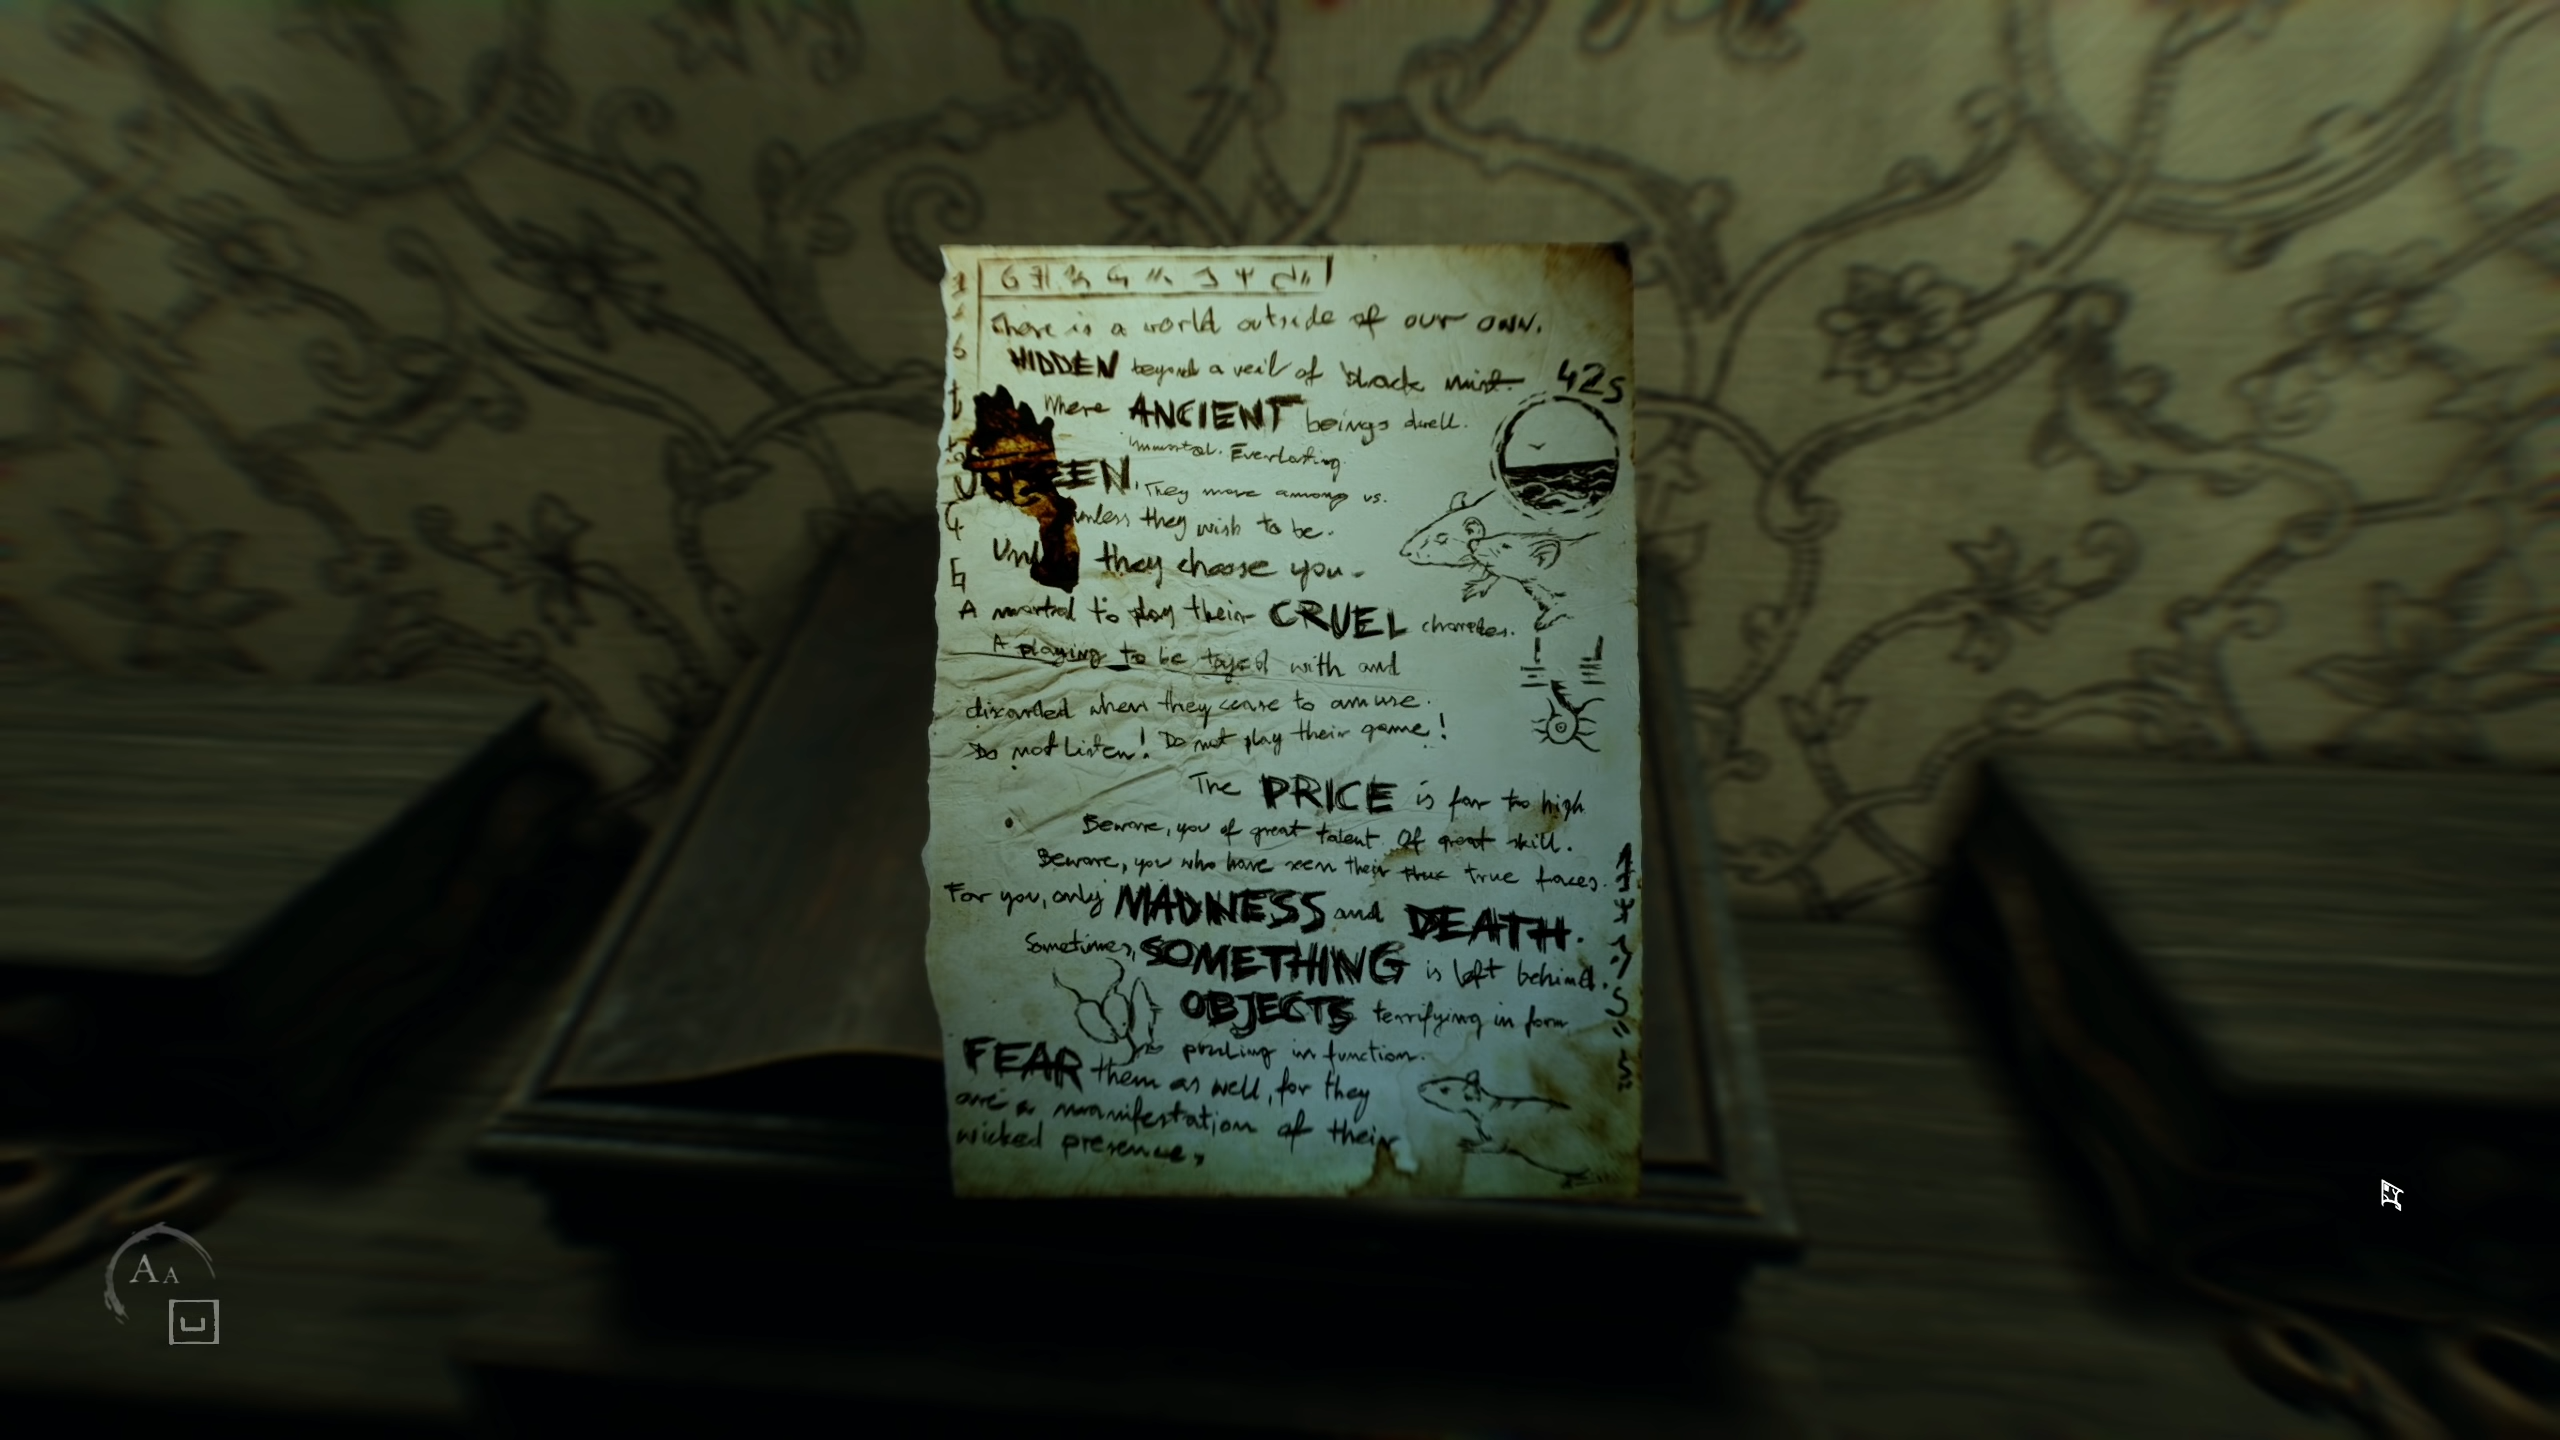 There is a world outside of our own.
HIDDEN beyond a veil of black mist. 425
Where ANCIENT beings dwell.
Immortal. Everlasting.
EEN. They move among us.
unless they wish to be.
they choose you.
A mortal to play their CRUEL charades.
A playing to be toyed with and
discarded when they cease to amuse.
Do not listen! Do not play their game!
The PRICE is far too high
Beware, you of great talent. Of great skill.
Beware, you who have seen their true faces.
For you, only MADNESS and DEATH.
Sometimes, SOMETHING is left behind.
OBJECTS terrifying in form
puzzling in function.
FEAR them as well, for they
are a manifestation of their
wicked presence.
AA